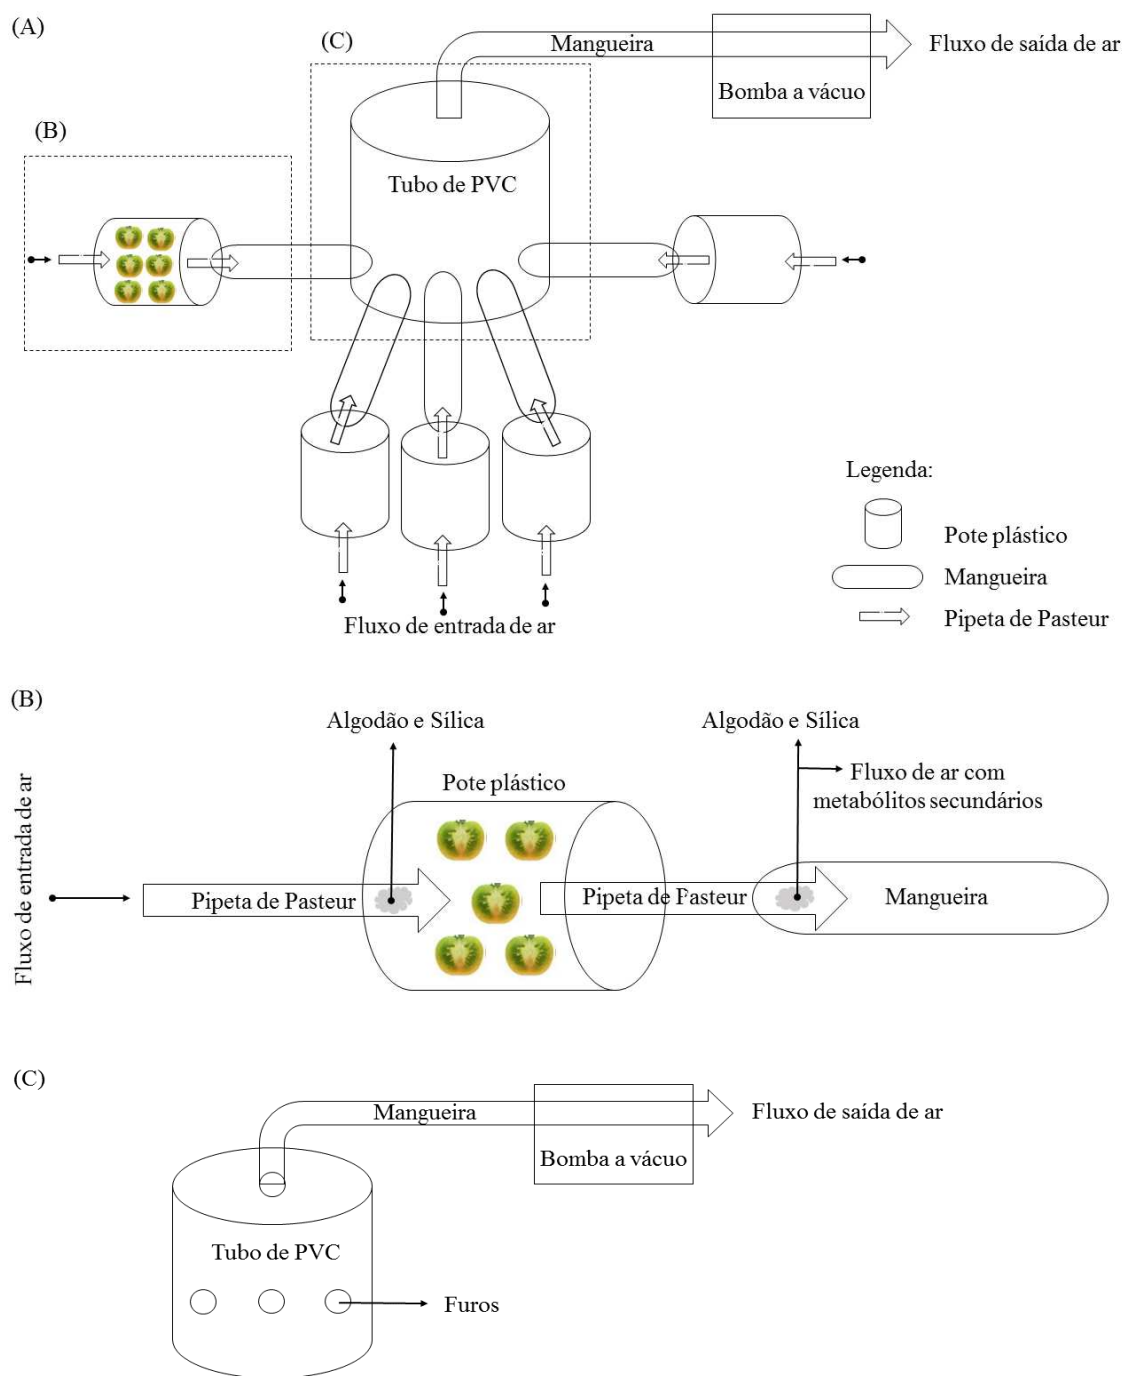 (A)
(C)
Mangueira
Fluxo de saída de ar
Bomba a vácuo
(B)
Tubo de PVC
Legenda:
Pote plástico
Mangueira
Pipeta de Pasteur
Fluxo de entrada de ar
(B)
Algodão e Sílica
Algodão e Sílica
Fluxo de ar com
metabólitos secundários
Pote plástico
Fluxo de entrada de ar
Pipeta de Pasteur
Pipeta de Pasteur
Mangueira
(C)
Mangueira
Fluxo de saída de ar
Bomba a vácuo
Tubo de PVC
Furos